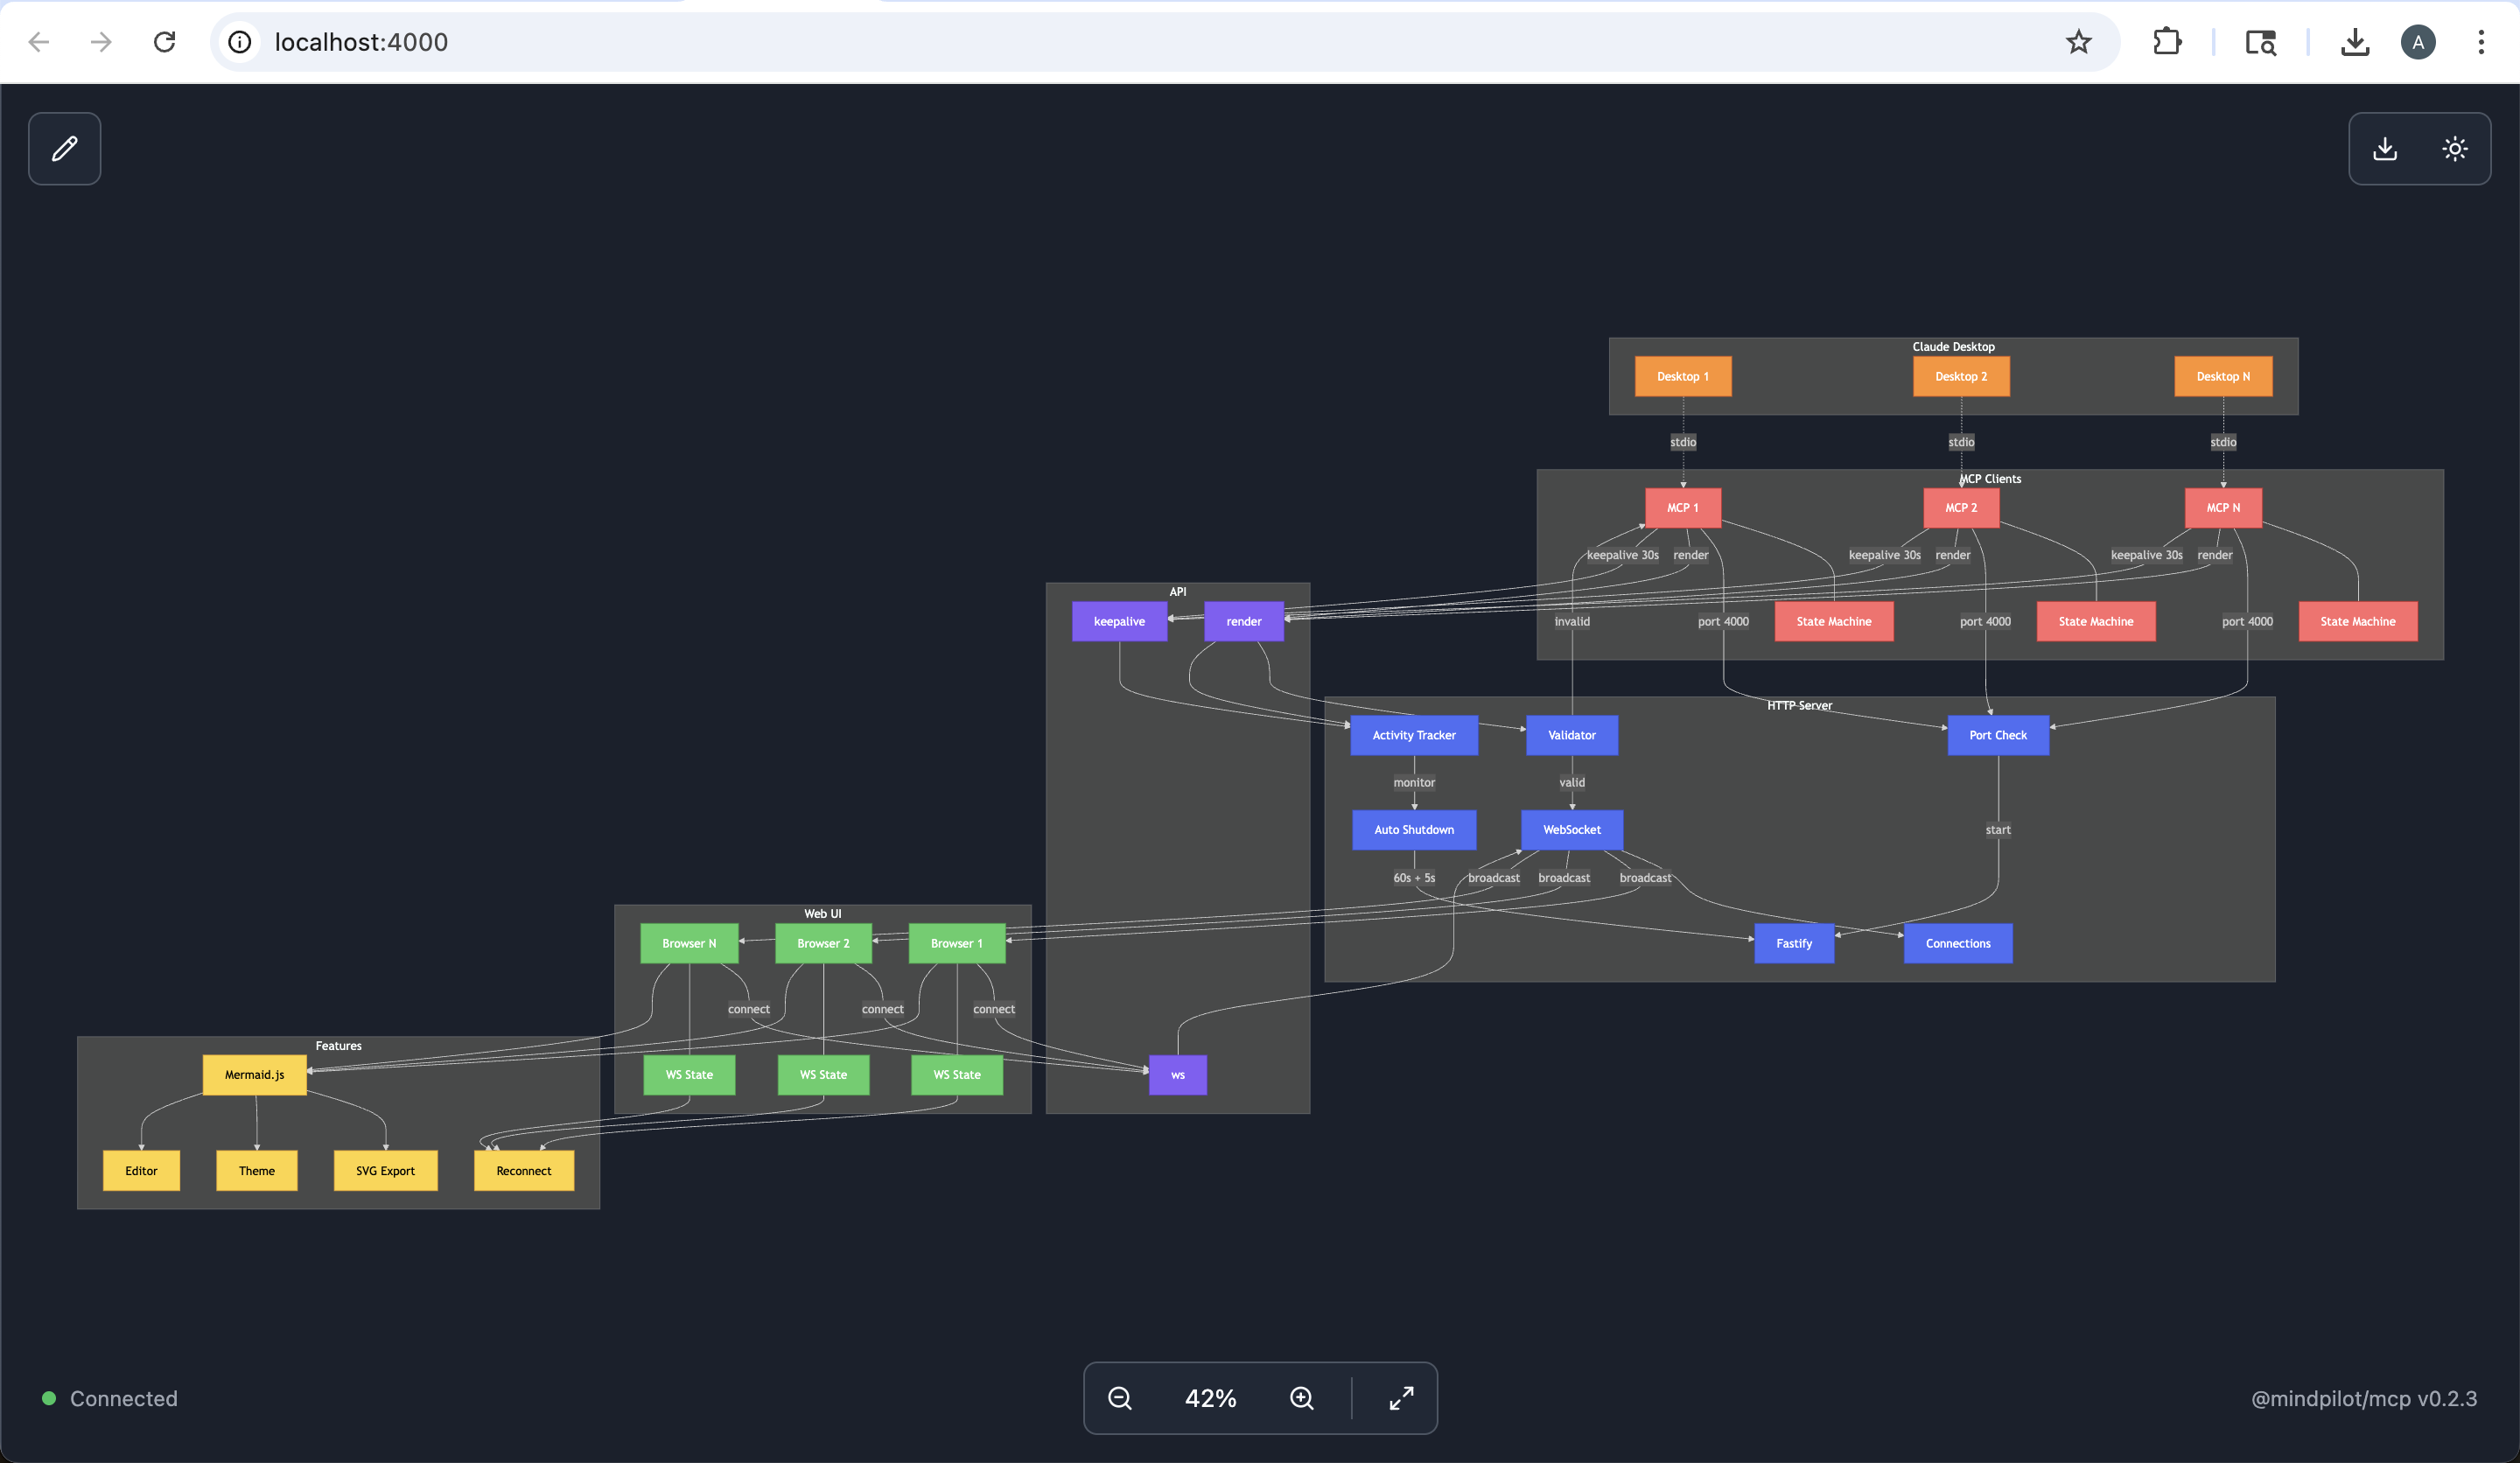 localhost:4000
A
Claude Desktop
Desktop 1
Desktop 2
Desktop N
stdio
stdio
stdio
MCP Clients
MCP 1
MCP 2
MCP N
keepalive 30s
render
keepalive 30s
render
keepalive 30s
render
API
keepalive
render
invalid
port 4000
State Machine
port 4000
State Machine
port 4000
State Machine
HTTP Server
Activity Tracker
Validator
Port Check
monitor
valid
Auto Shutdown
WebSocket
start
60s + 5s
broadcast
broadcast
broadcast
Web UI
Browser N
Browser 2
Browser 1
Fastify
Connections
connect
connect
connect
Features
Mermaid.js
WS State
WS State
WS State
ws
Editor
Theme
SVG Export
Reconnect
Connected
42%
@mindpilot/mcp v0.2.3